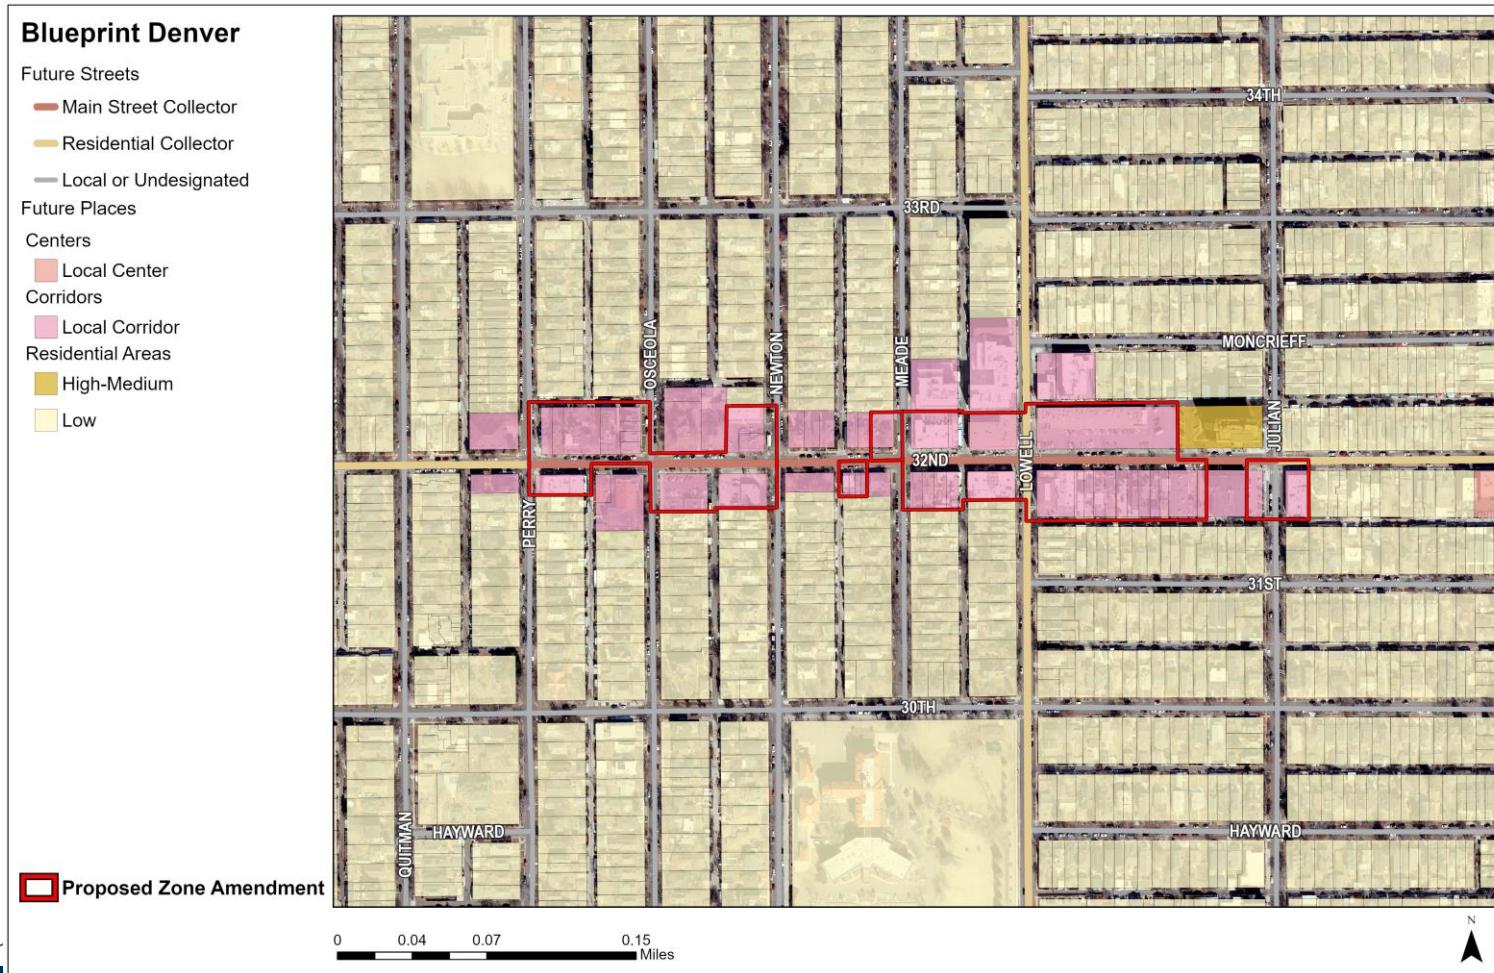 Blueprint Denver
Future Streets
Main Street Collector
Residential Collector
Local or Undesignated
Future Places
Centers
Local Center
Corridors
Local Corridor
Residential Areas
High-Medium
Low
Proposed Zone Amendment
34TH
33RD
MONCRIEFF
OSCEOLA
NEWTON
MEADE
JULIAN
LOWELL
32ND
PERRY
31ST
30TH
QUITMAN
HAYWARD
HAYWARD
0 0.04 0.07 0.15
Miles
N